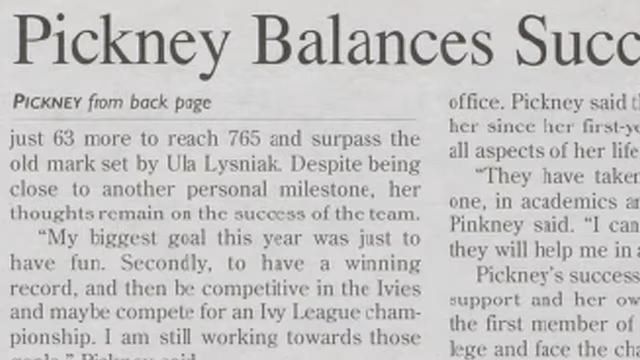 Pickney Balances Succ
PICKNEY from back page
just 63 more to reach 765 and surpass the
old mark set by Ula Lysniak. Despite being
close to another personal milestone, her
thoughts remain on the success of the team.
“My biggest goal this year was just to
have fun. Secondly, to have a winning
record, and then be competitive in the Ivies
and maybe compete for an Ivy League cham-
pionship. I am still working towards those
goals.” Pickney said
office. Pickney said t
her since her first-y
all aspects of her life
“They have taken
one, in academics a
Pinkney said. “I can
they will help me in a
Pickney's success
support and her ow
the first member of
lege and face the cha